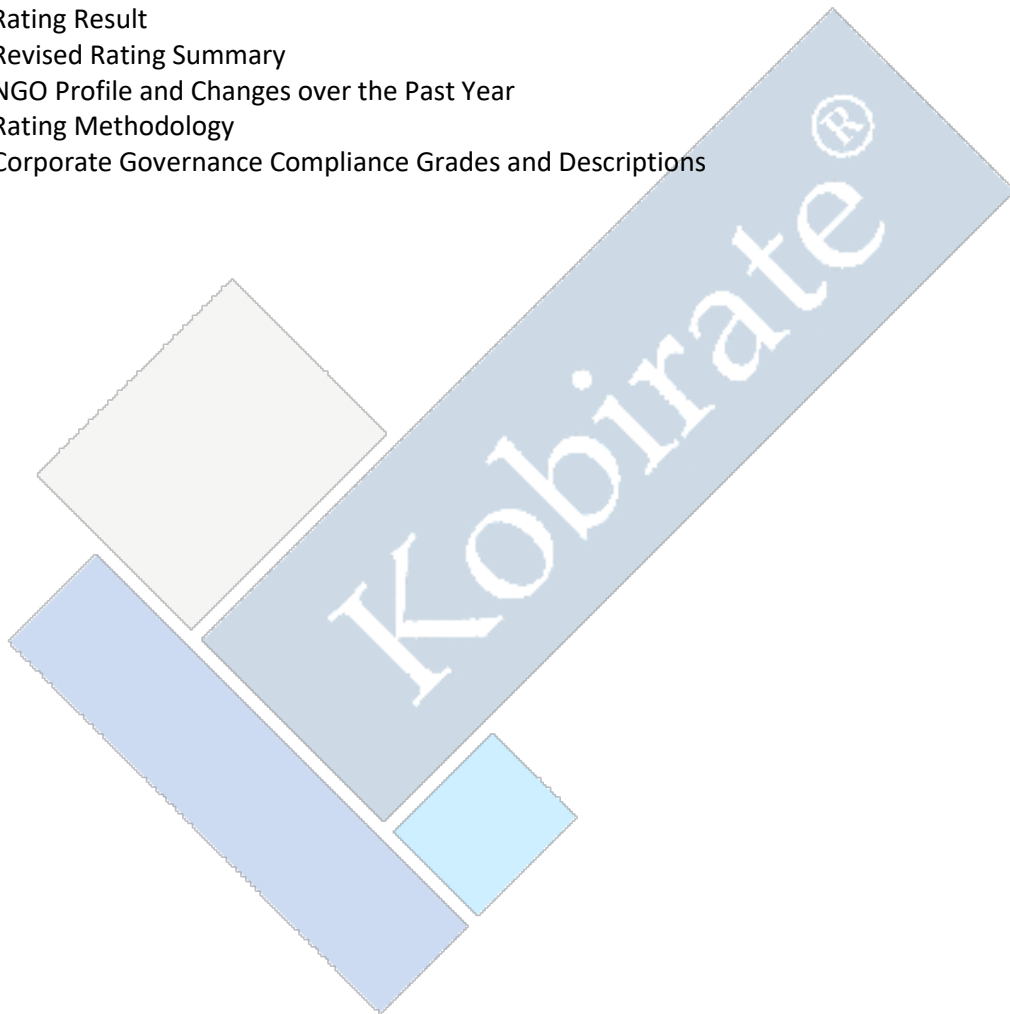 Rating Result
Revised Rating Summary
NGO Profile and Changes over the Past Year
Rating Methodology
Corporate Governance Compliance Grades and Descriptions
Kobirate ®